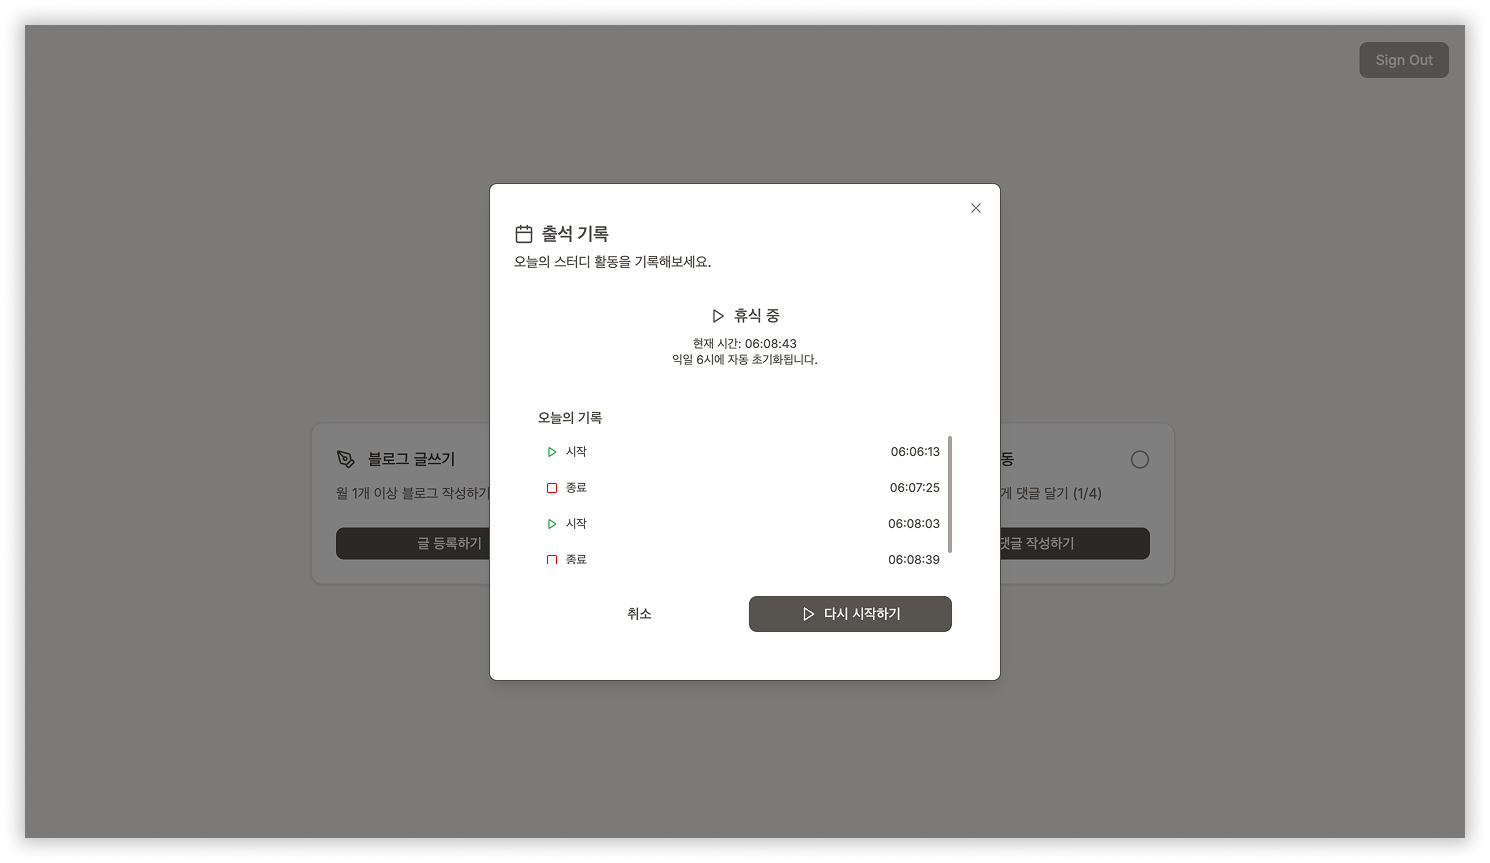 Sign Out
출석 기록
오늘의 스터디 활동을 기록해보세요.
휴식 중
현재 시간: 06:08:43
익일 6시에 자동 초기화됩니다.
오늘의 기록
시작 06:06:13
종료 06:07:25
시작 06:08:03
종료 06:08:39
취소
다시 시작하기
블로그 글쓰기
월 1개 이상 블로그 작성하기
글 등록하기
동
게 댓글 달기 (1/4)
댓글 작성하기